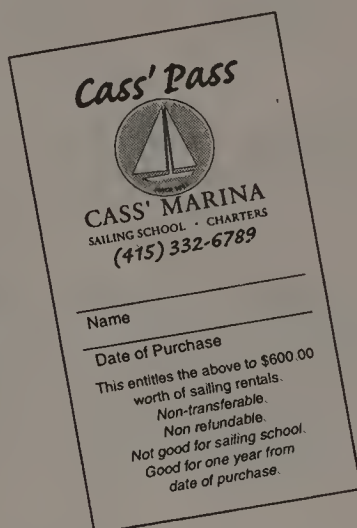 Cass' Pass
CASS' MARINA
SAILING SCHOOL · CHARTERS
(415) 332-6789
Name
Date of Purchase
This entitles the above to $600.00
worth of sailing rentals.
Non-transferable.
Non refundable.
Not good for sailing school.
Good for one year from
date of purchase.